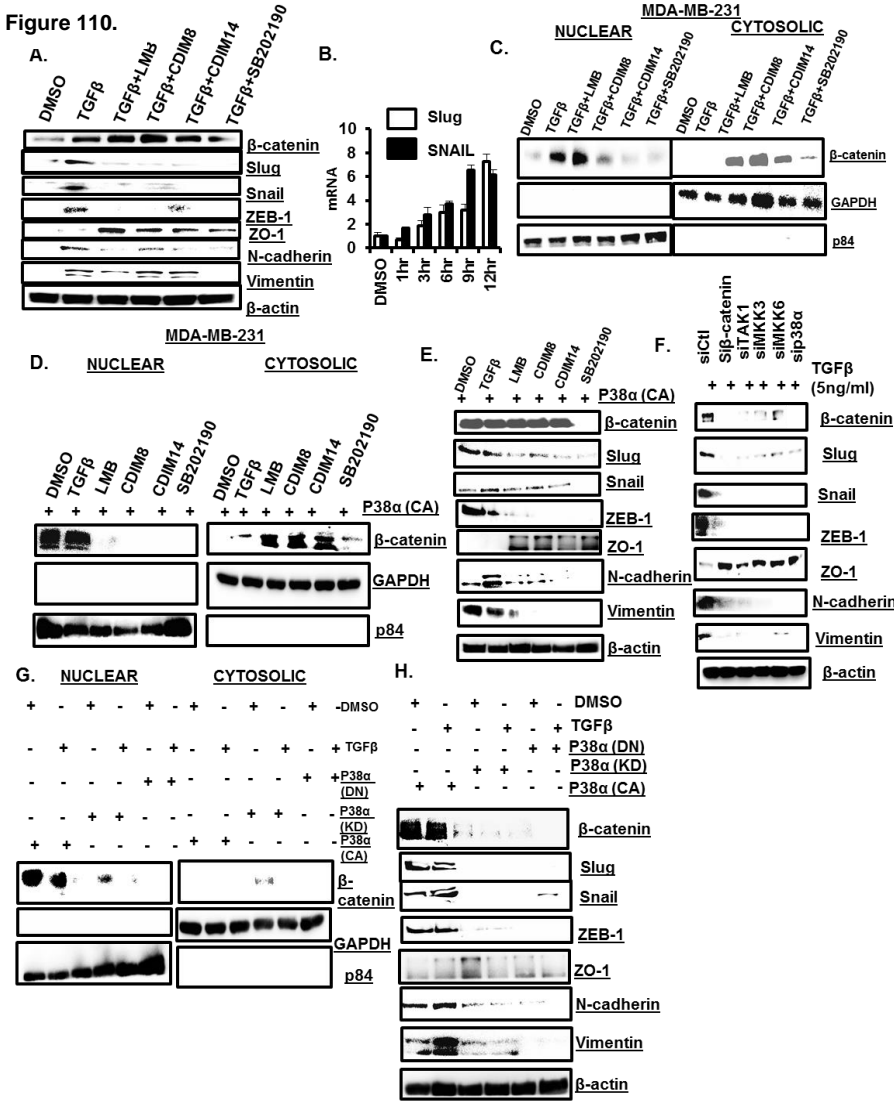 Figure 110.
A.
DMSO
TGFβ
TGFβ+LMB
TGFβ+CDIM8
TGFβ+CDIM14
TGFβ+SB202190
β-catenin
Slug
Snail
ZEB-1
ZO-1
N-cadherin
Vimentin
β-actin
B.
Slug
SNAIL
mRNA
10
8
6
4
2
0
DMSO
1hr
3hr
6hr
9hr
12hr
MDA-MB-231
C.
NUCLEAR
CYTOSOLIC
DMSO
TGFβ
TGFβ+LMB
TGFβ+CDIM8
TGFβ+CDIM14
TGFβ+SB202190
DMSO
TGFβ
TGFβ+LMB
TGFβ+CDIM8
TGFβ+CDIM14
TGFβ+SB202190
β-catenin
GAPDH
p84
MDA-MB-231
D.
NUCLEAR
CYTOSOLIC
DMSO
TGFβ
LMB
CDIM8
CDIM14
SB202190
DMSO
TGFβ
LMB
CDIM8
CDIM14
SB202190
+ + + + + + + + + + + + P38α (CA)
β-catenin
GAPDH
p84
E.
DMSO
TGFβ
LMB
CDIM8
CDIM14
SB202190
+ + + + + + P38α (CA)
β-catenin
Slug
Snail
ZEB-1
ZO-1
N-cadherin
Vimentin
β-actin
F.
siCtl
Siβ-catenin
siTAK1
siMKK3
siMKK6
sip38α
TGFβ
+ + + + + + (5ng/ml)
β-catenin
Slug
Snail
ZEB-1
ZO-1
N-cadherin
Vimentin
β-actin
G.
NUCLEAR
CYTOSOLIC
+ - + - + - + - + - + - DMSO
- + - + - + - + - + - + TGFβ
- - - - + + - - - - + + P38α
(DN)
- - + + - - - - + + - - P38α
(KD)
+ + - - - - + + - - - - P38α
(CA)
β-
catenin
GAPDH
p84
H.
+ - + - + - DMSO
- + - + - + TGFβ
- - - - + + P38α (DN)
- - + + - - P38α (KD)
+ + - - - - P38α (CA)
β-catenin
Slug
Snail
ZEB-1
ZO-1
N-cadherin
Vimentin
β-actin